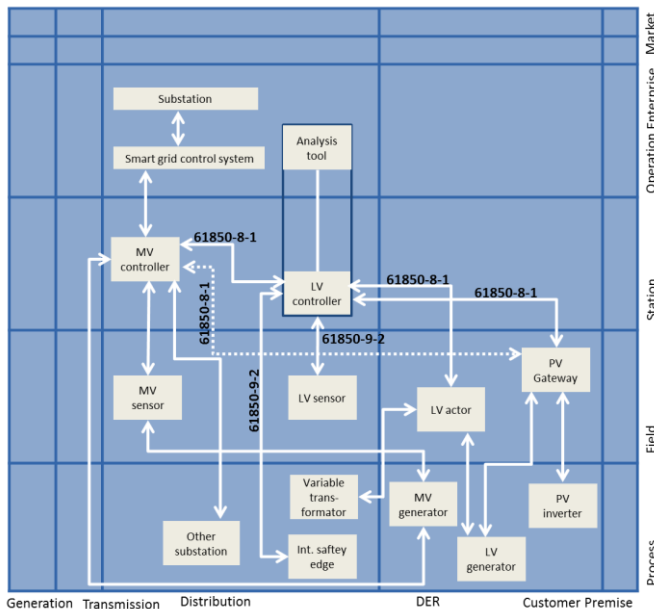 Market
Operation Enterprise
Station
Field
Process
Substation
Smart grid control system
Analysis
tool
MV
controller
61850-8-1
LV
controller
61850-8-1
61850-8-1
61850-8-1
61850-9-2
61850-9-2
PV
Gateway
MV
sensor
LV sensor
LV actor
Variable
trans-
formator
MV
generator
PV
inverter
Other
substation
Int. saftey
edge
LV
generator
Generation
Transmission
Distribution
DER
Customer Premise